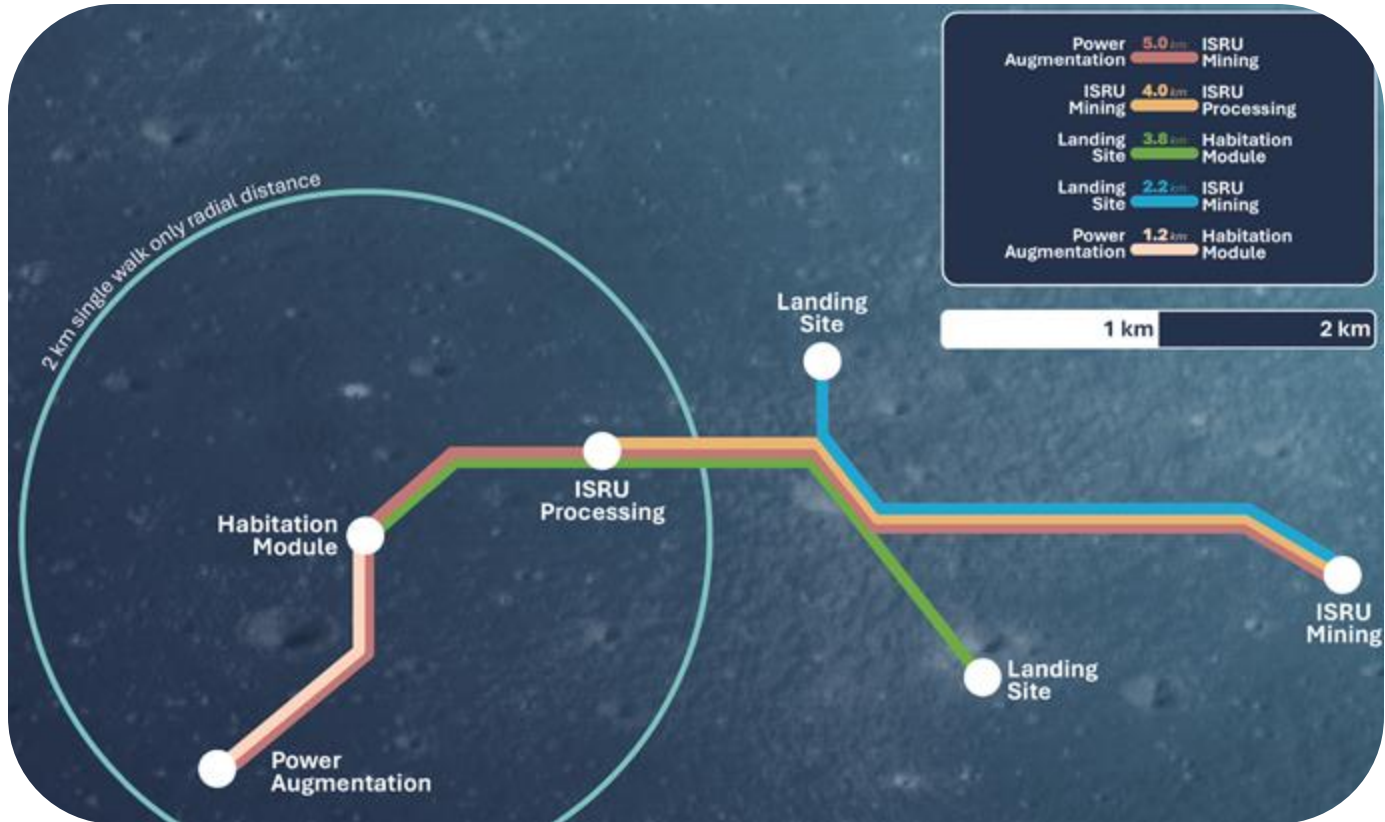 Power 5.0 km ISRU
Augmentation Mining
ISRU 4.0 km ISRU
Mining Processing
Landing 3.8 km Habitation
Site Module
Landing 2.2 km ISRU
Site Mining
Power 1.2 km Habitation
Augmentation Module
1 km 2 km
2 km single walk only radial distance
Landing
Site
ISRU
Processing
Habitation
Module
ISRU
Mining
Landing
Site
Power
Augmentation